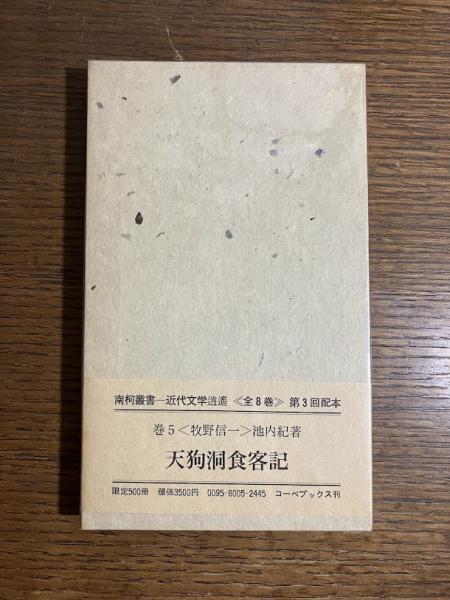 南柯叢書—近代文学逍遙 ≪全8巻≫ 第3回配本
巻5＜牧野信一＞池内紀著
天狗洞食客記
限定500冊 頒価3500円 0095-8005-2445 コーベブックス刊